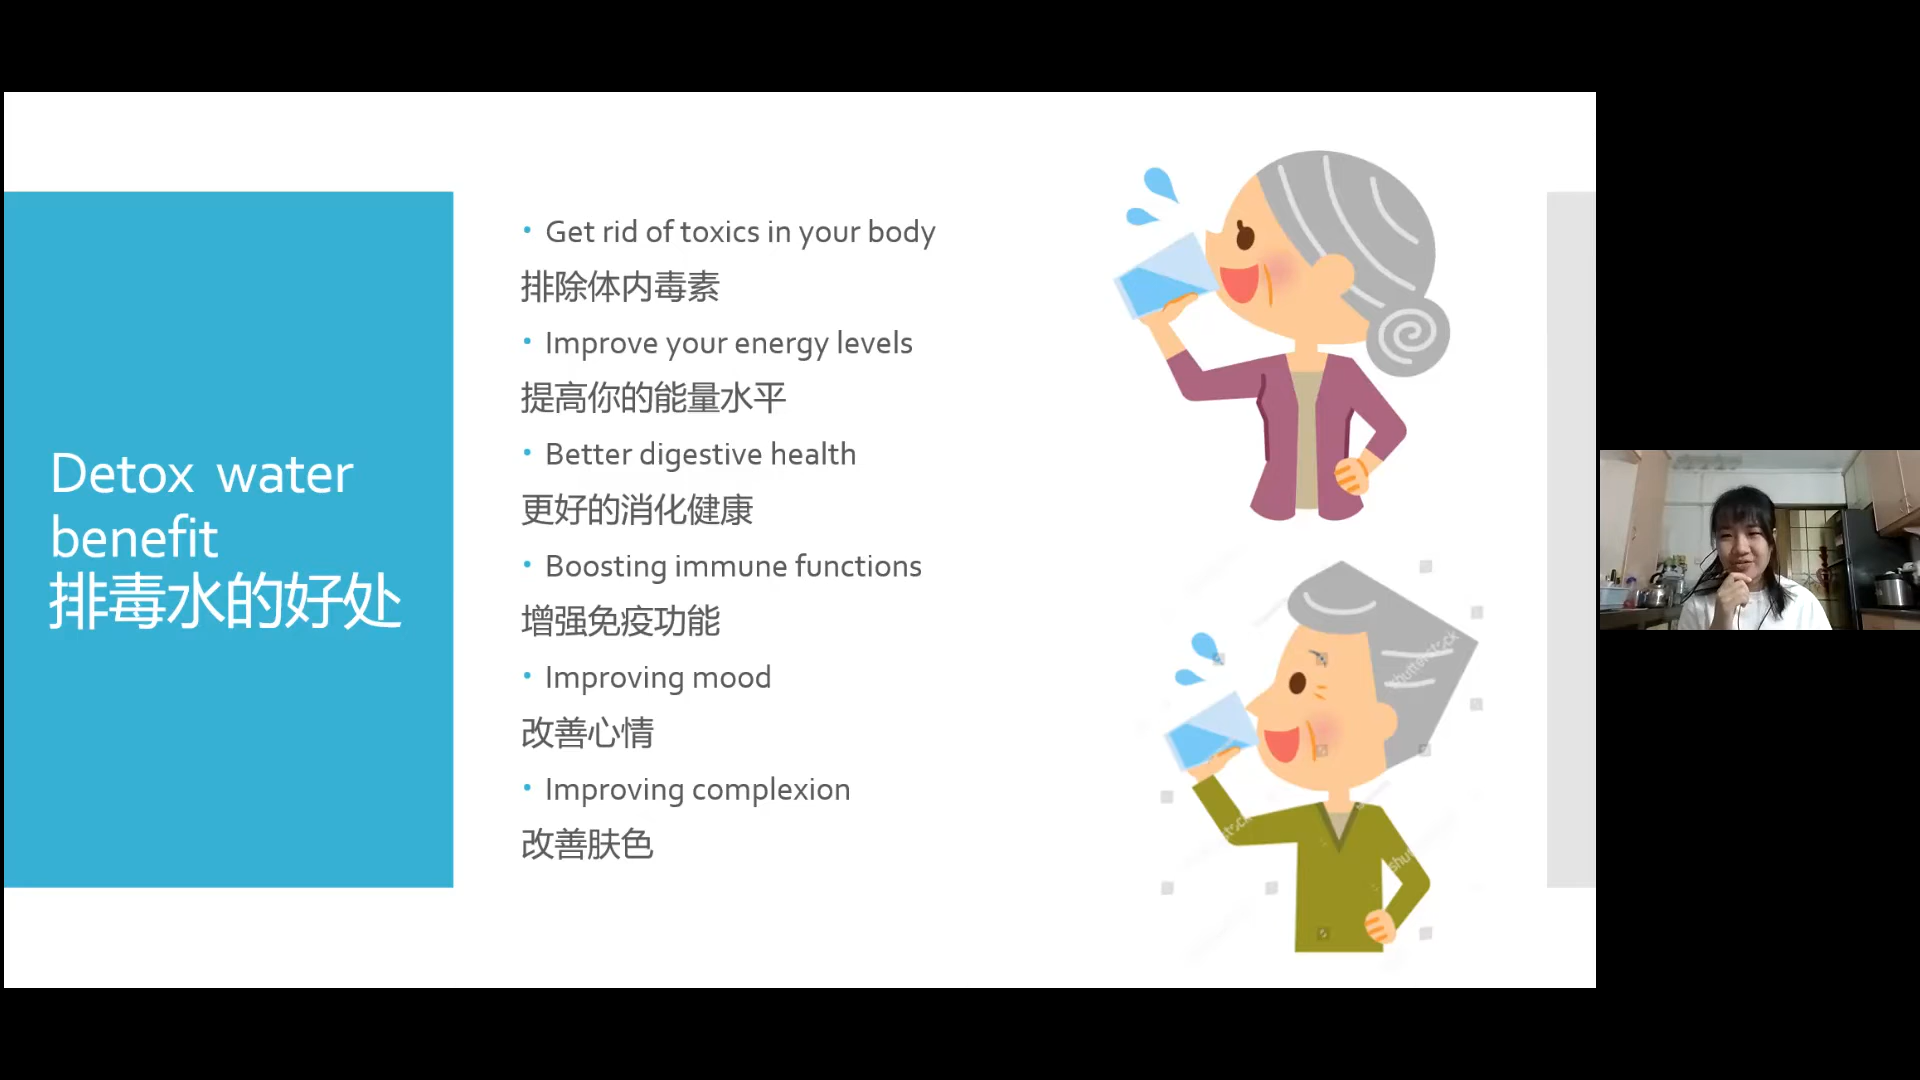 Detox water
benefit
排毒水的好处
• Get rid of toxics in your body
排除体内毒素
• Improve your energy levels
提高你的能量水平
• Better digestive health
更好的消化健康
• Boosting immune functions
增强免疫功能
• Improving mood
改善心情
• Improving complexion
改善肤色
shutterstock